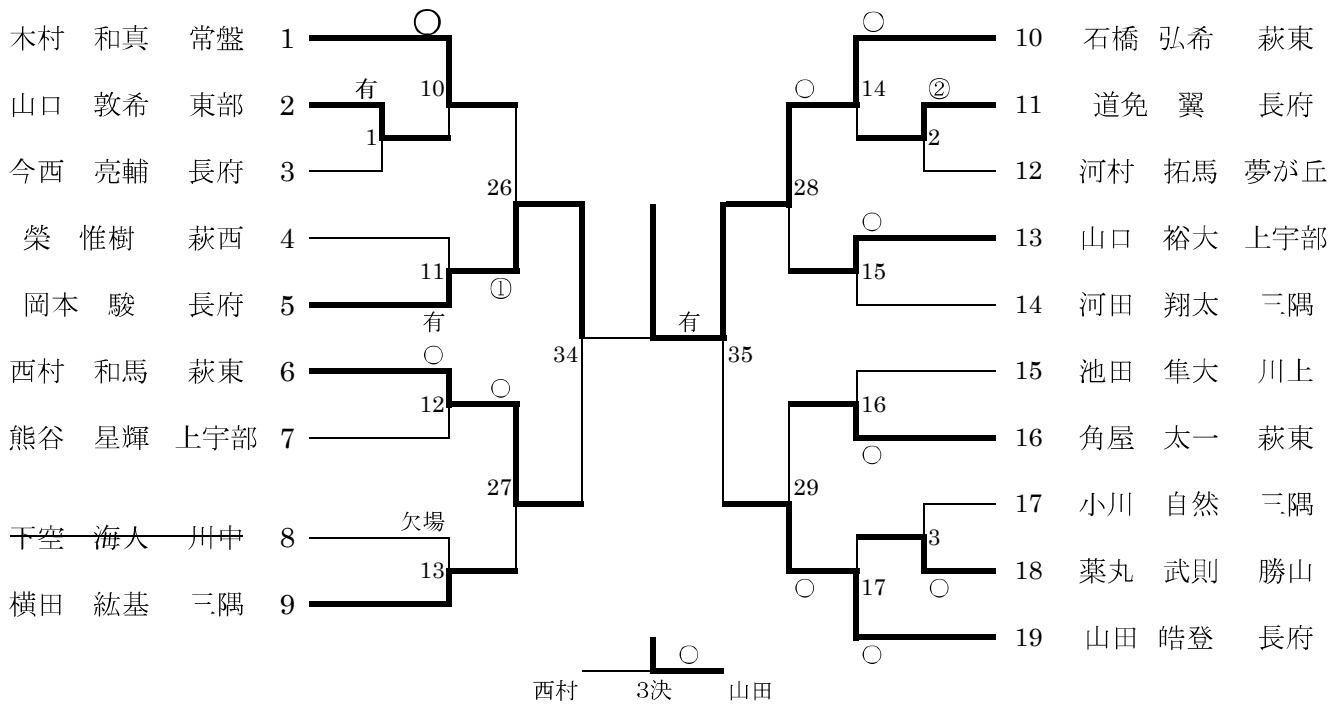 木村 和真 常盤 1
山口 敦希 東部 2
今西 亮輔 長府 3
榮 惟樹 萩西 4
岡本 駿 長府 5
西村 和馬 萩東 6
熊谷 星輝 上宇部 7
下空 海人 川中 8
横田 紘基 三隅 9
○
有
10
1
26
11
①
有
○
12
○
34
27
欠場
13
有
35
○
○
14
②
2
28
○
15
16
○
29
3
○
○
17
○
10 石橋 弘希 萩東
11 道免 翼 長府
12 河村 拓馬 夢が丘
13 山口 裕大 上宇部
14 河田 翔太 三隅
15 池田 隼大 川上
16 角屋 太一 萩東
17 小川 自然 三隅
18 薬丸 武則 勝山
19 山田 皓登 長府
○
西村 3決 山田